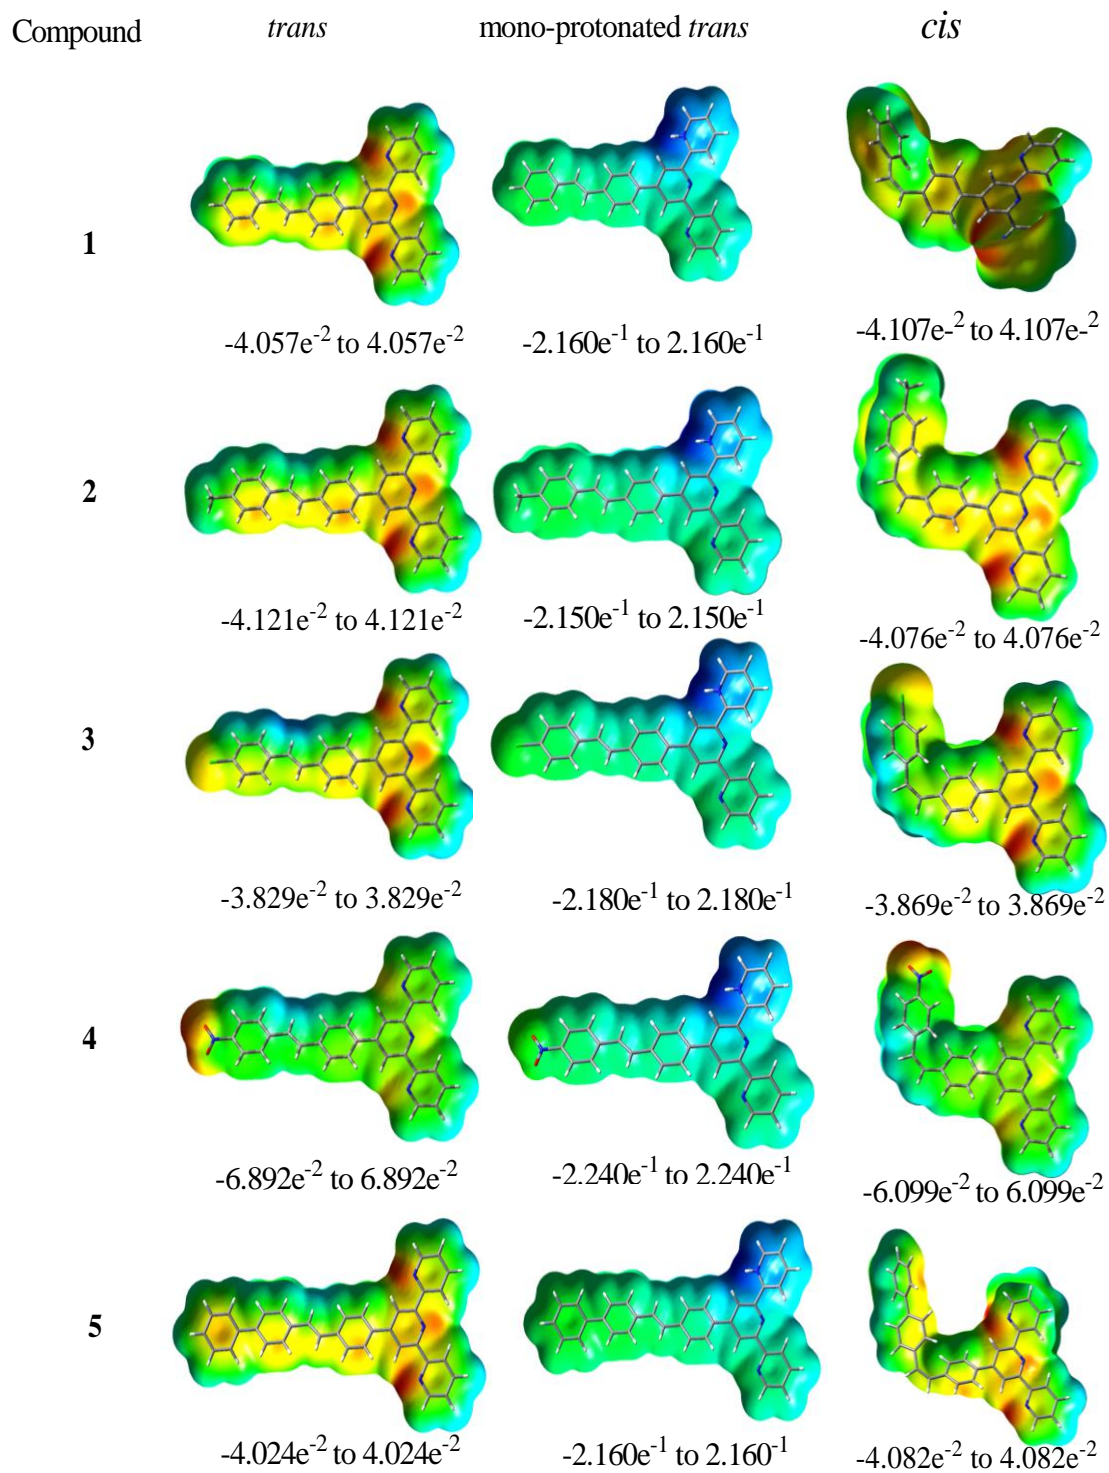 Compound trans mono-protonated trans cis
1
-4.057e-2 to 4.057e-2 -2.160e-1 to 2.160e-1 -4.107e-2 to 4.107e-2
2
-4.121e-2 to 4.121e-2 -2.150e-1 to 2.150e-1 -4.076e-2 to 4.076e-2
3
-3.829e-2 to 3.829e-2 -2.180e-1 to 2.180e-1 -3.869e-2 to 3.869e-2
4
-6.892e-2 to 6.892e-2 -2.240e-1 to 2.240e-1 -6.099e-2 to 6.099e-2
5
-4.024e-2 to 4.024e-2 -2.160e-1 to 2.160-1 -4.082e-2 to 4.082e-2